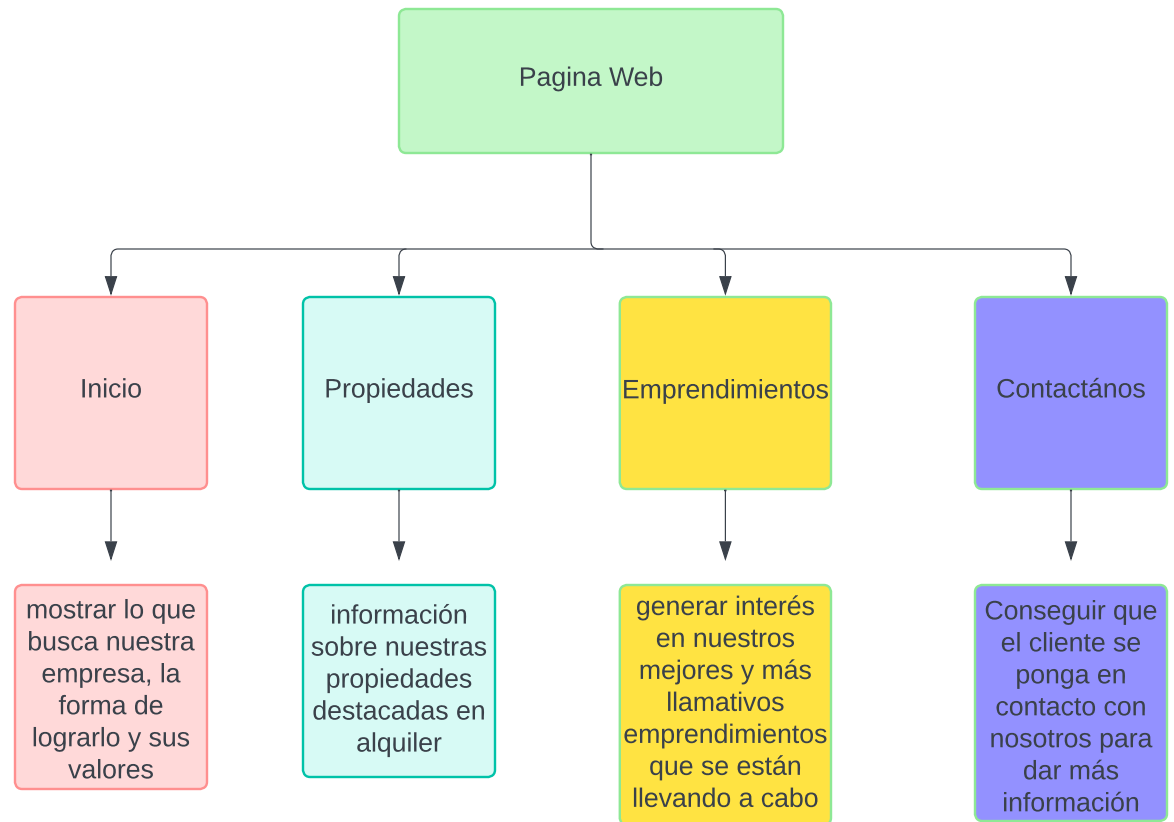 Pagina Web
Inicio
Propiedades
Emprendimientos
Contactános
mostrar lo que
busca nuestra
empresa, la
forma de
lograrlo y sus
valores
información
sobre nuestras
propiedades
destacadas en
alquiler
generar interés
en nuestros
mejores y más
llamativos
emprendimientos
que se están
llevando a cabo
Conseguir que
el cliente se
ponga en
contacto con
nosotros para
dar más
información